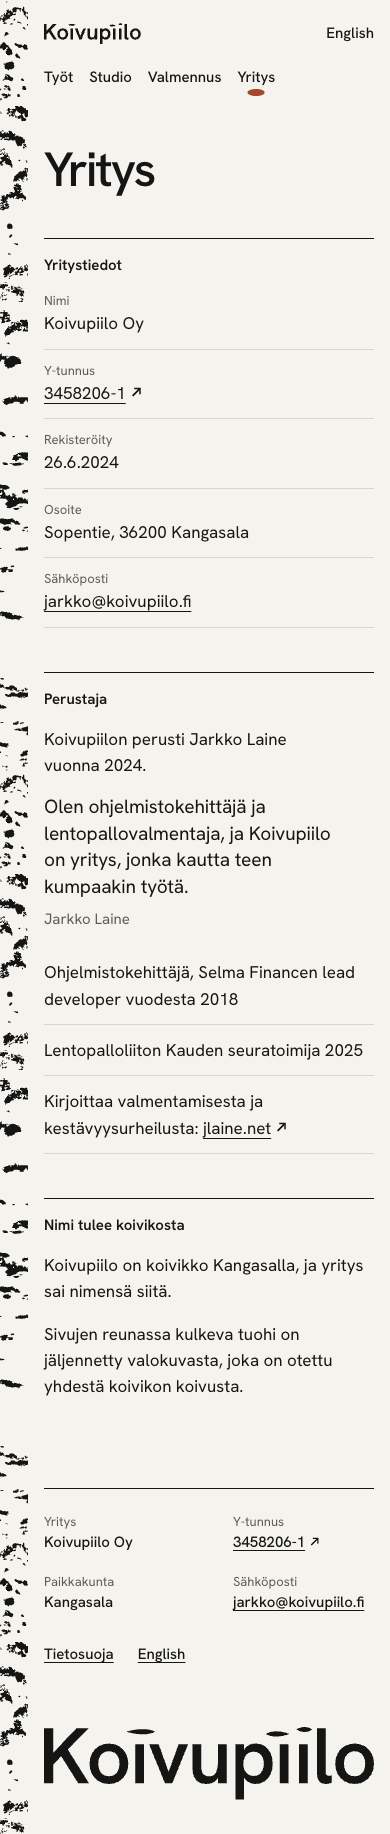 Koivupiilo
English
Työt Studio Valmennus Yritys
Yritys
Yritystiedot
Nimi
Koivupiilo Oy
Y-tunnus
3458206-1 ↗
Rekisteröity
26.6.2024
Osoite
Sopentie, 36200 Kangasala
Sähköposti
jarkko@koivupiilo.fi
Perustaja
Koivupiilon perusti Jarkko Laine
vuonna 2024.
Olen ohjelmistokehittäjä ja
lentopallovalmentaja, ja Koivupiilo
on yritys, jonka kautta teen
kumpaakin työtä.
Jarkko Laine
Ohjelmistokehittäjä, Selma Financen lead
developer vuodesta 2018
Lentopalloliiton Kauden seuratoimija 2025
Kirjoittaa valmentamisesta ja
kestävyysurheilusta: jlaine.net ↗
Nimi tulee koivikosta
Koivupiilo on koivikko Kangasalla, ja yritys
sai nimensä siitä.
Sivujen reunassa kulkeva tuohi on
jäljennetty valokuvasta, joka on otettu
yhdestä koivikon koivusta.
Yritys
Koivupiilo Oy
Y-tunnus
3458206-1 ↗
Paikkakunta
Kangasala
Sähköposti
jarkko@koivupiilo.fi
Tietosuoja English
Koivupiilo